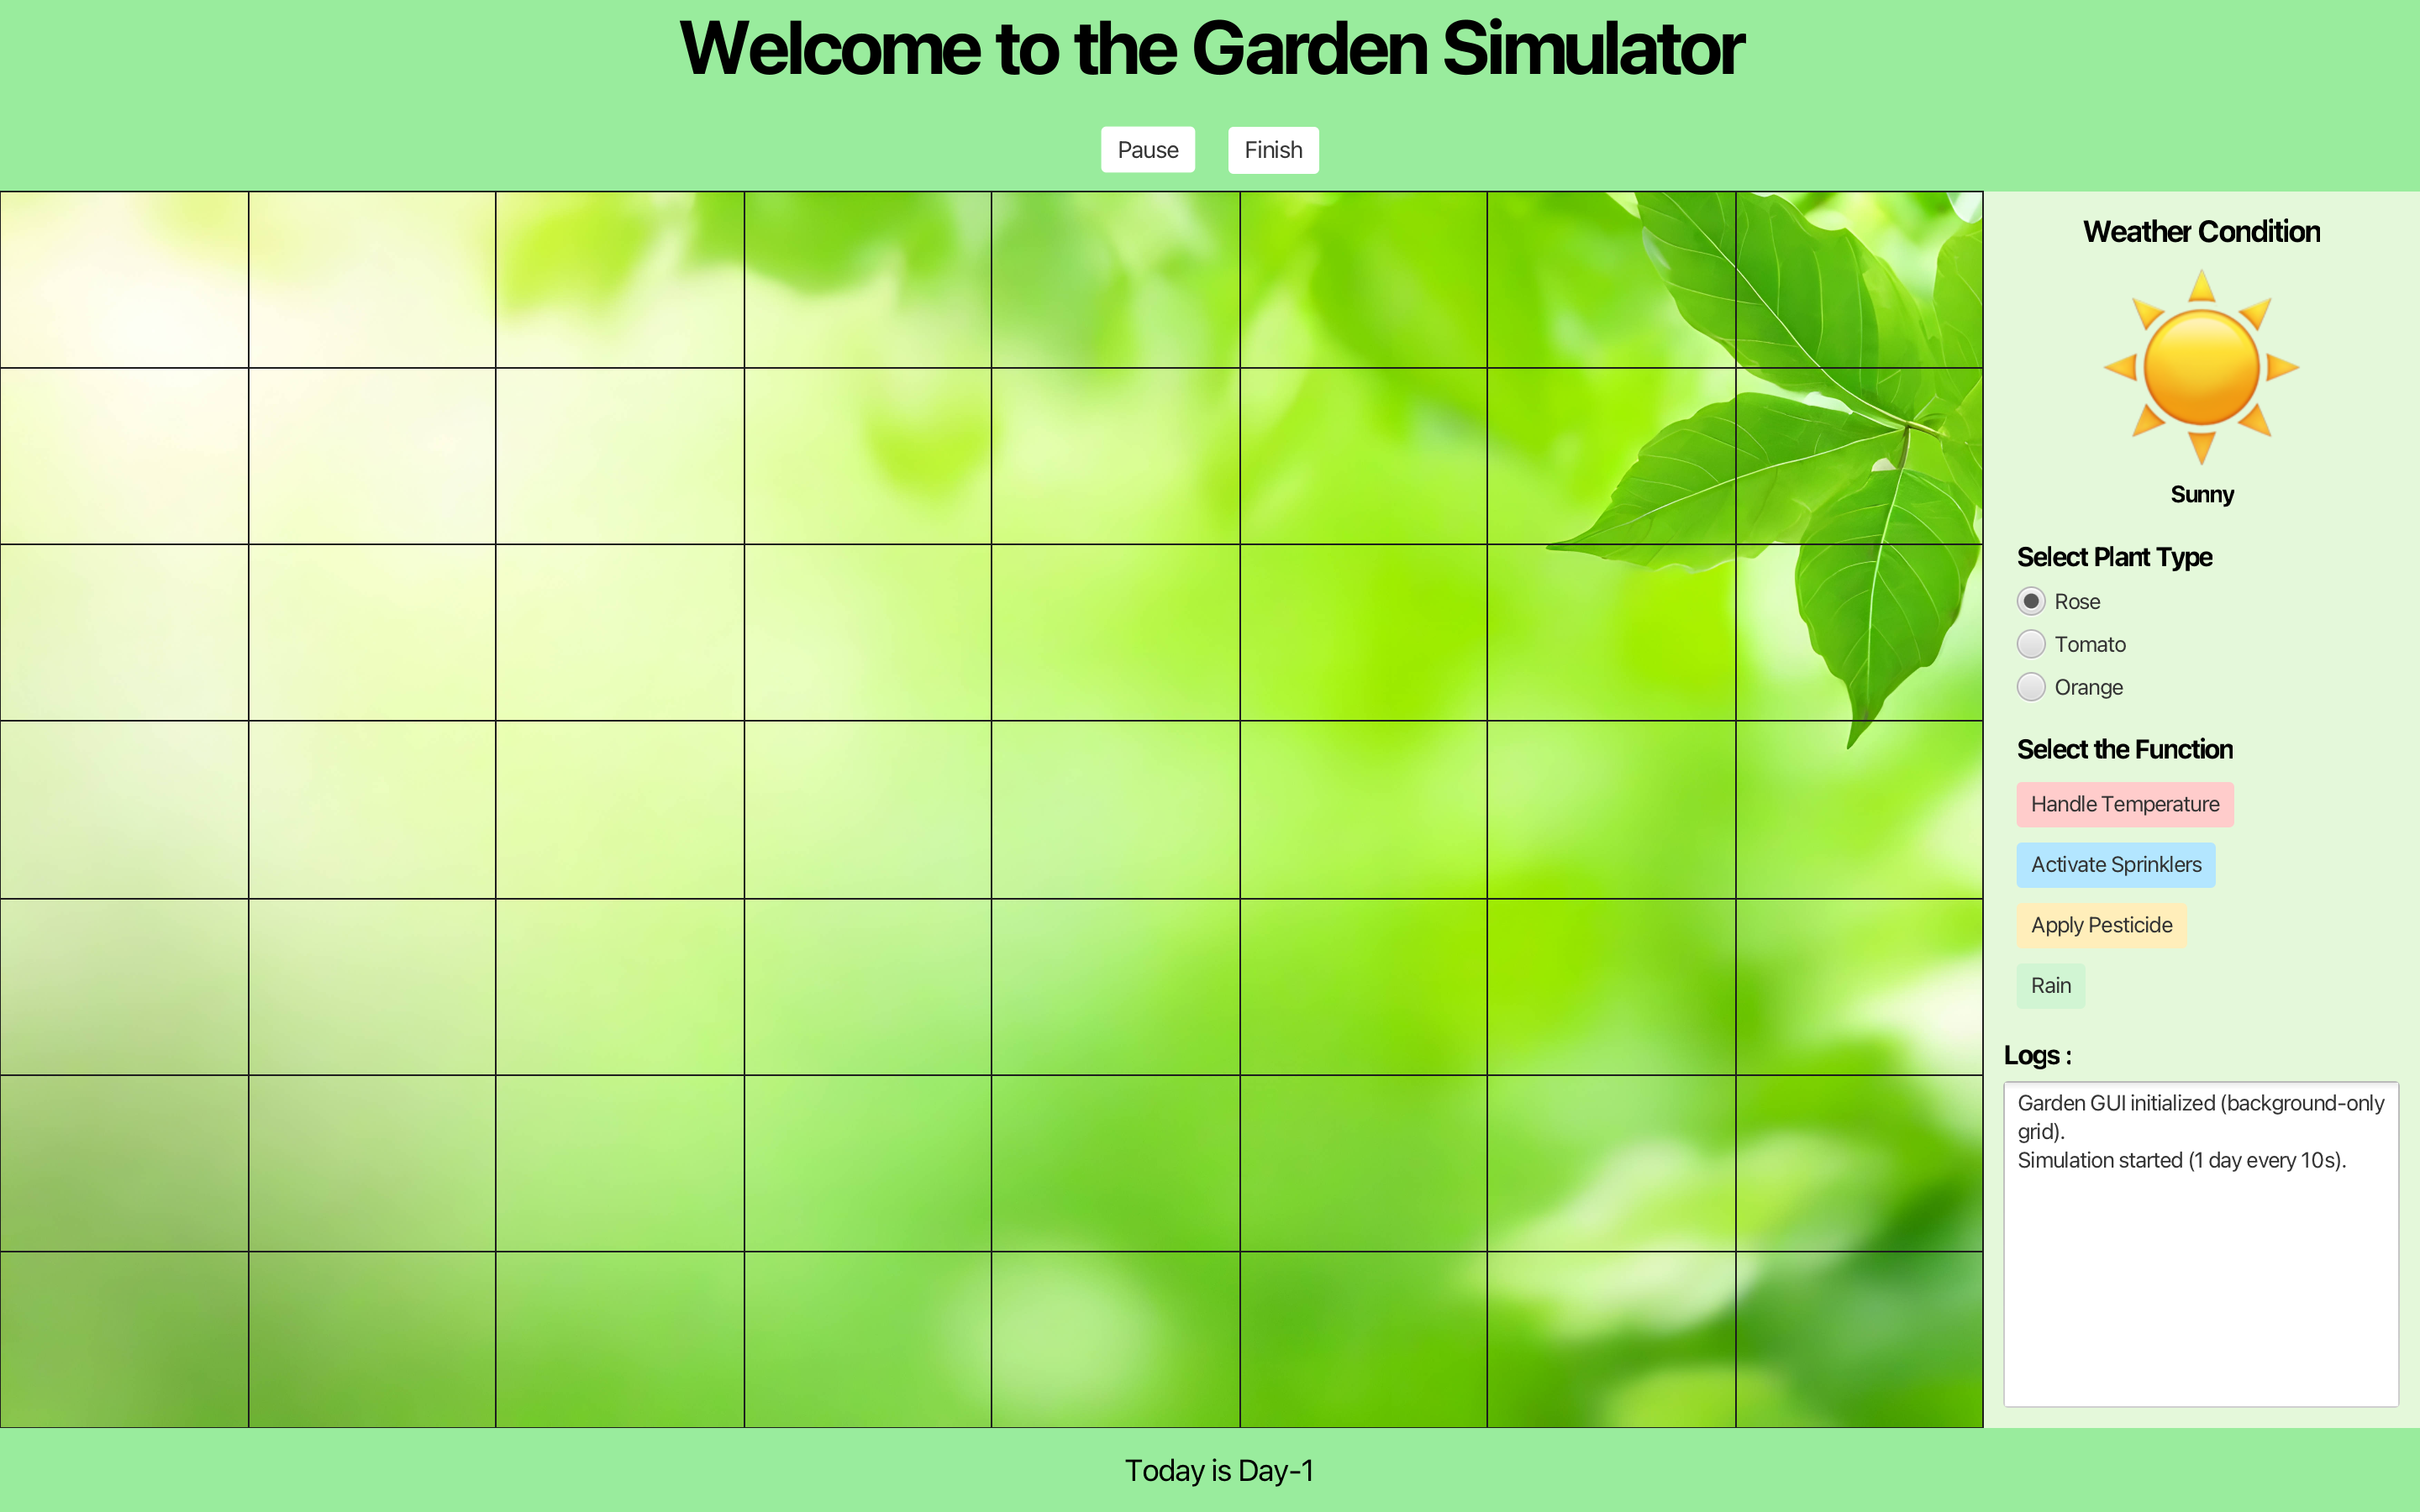 Welcome to the Garden Simulator
Pause
Finish
Weather Condition
Sunny
Select Plant Type
Rose
Tomato
Orange
Select the Function
Handle Temperature
Activate Sprinklers
Apply Pesticide
Rain
Logs :
Garden GUI initialized (background-only
grid).
Simulation started (1 day every 10s).
Today is Day-1